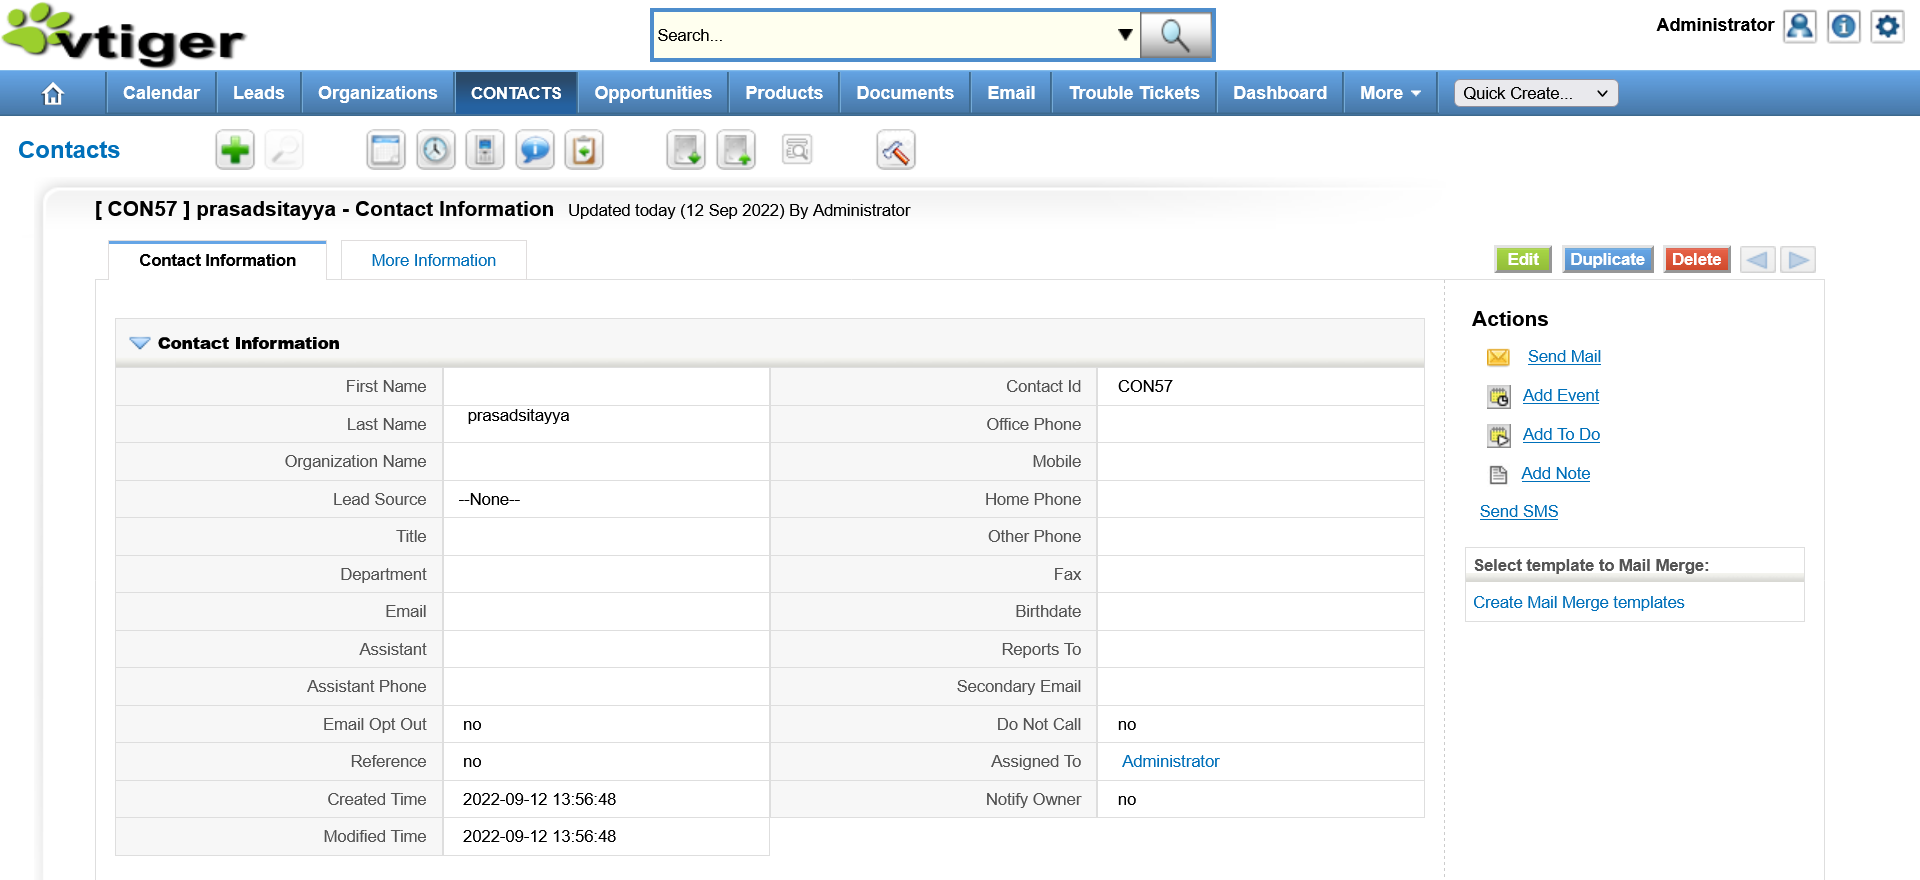 vtiger
Search...
Administrator
Calendar Leads Organizations CONTACTS Opportunities Products Documents Email Trouble Tickets Dashboard More Quick Create...
Contacts
[ CON57 ] prasadsitayya - Contact Information Updated today (12 Sep 2022) By Administrator
Contact Information More Information Edit Duplicate Delete
Contact Information
First Name Contact Id CON57
Last Name prasadsitayya Office Phone
Organization Name Mobile
Lead Source --None-- Home Phone
Title Other Phone
Department Fax
Email Birthdate
Assistant Reports To
Assistant Phone Secondary Email
Email Opt Out no Do Not Call no
Reference no Assigned To Administrator
Created Time 2022-09-12 13:56:48 Notify Owner no
Modified Time 2022-09-12 13:56:48
Actions
Send Mail
Add Event
Add To Do
Add Note
Send SMS
Select template to Mail Merge:
Create Mail Merge templates